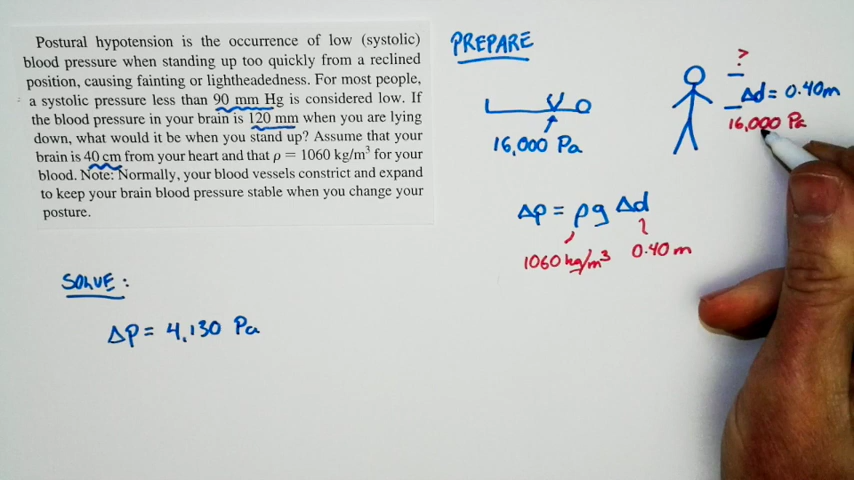 Postural hypotension is the occurrence of low (systolic)
blood pressure when standing up too quickly from a reclined
position, causing fainting or lightheadedness. For most people,
a systolic pressure less than 90 mm Hg is considered low. If
the blood pressure in your brain is 120 mm when you are lying
down, what would it be when you stand up? Assume that your
brain is 40 cm from your heart and that ρ = 1060 kg/m³ for your
blood. Note: Normally, your blood vessels constrict and expand
to keep your brain blood pressure stable when you change your
posture.
PREPARE
16,000 Pa
?
Δd = 0.40m
16,000 Pa
Δp = ρg Δd
1060 kg/m³ 0.40 m
SOLVE:
Δp = 4,130 Pa